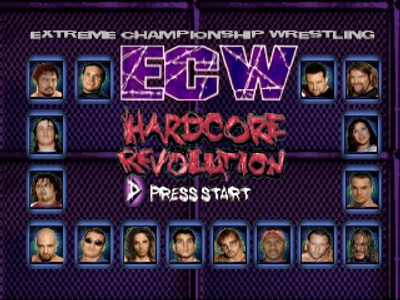 EXTREME CHAMPIONSHIP WRESTLING
ECW
HARDCORE
REVOLUTION
PRESS START